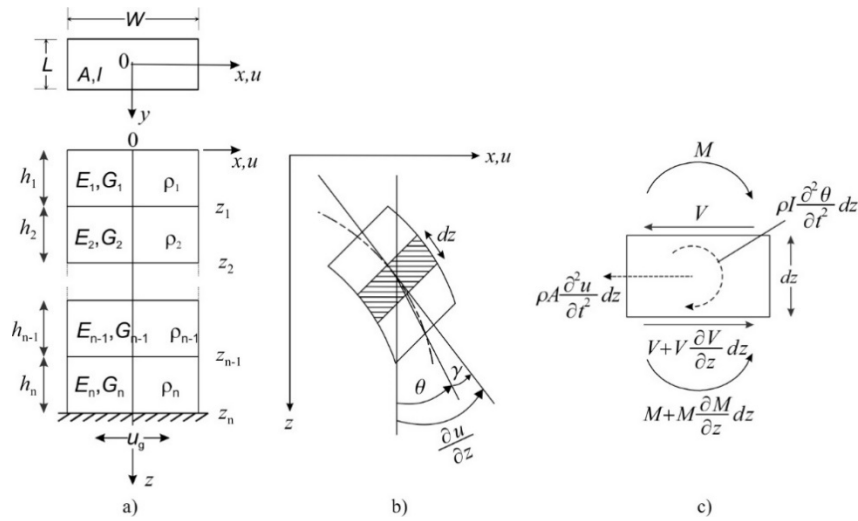 W
L
A,I
0
x,u
y
0
x,u
h₁
E₁,G₁
ρ₁
z₁
h₂
E₂,G₂
ρ₂
z₂
hₙ₋₁
Eₙ₋₁,Gₙ₋₁
ρₙ₋₁
zₙ₋₁
hₙ
Eₙ,Gₙ
ρₙ
zₙ
u_g
z
a)
x,u
dz
θ
γ
z
∂u/∂z
b)
M
V
ρI ∂²θ/∂t² dz
dz
ρA ∂²u/∂t² dz
V+V ∂V/∂z dz
M+M ∂M/∂z dz
c)